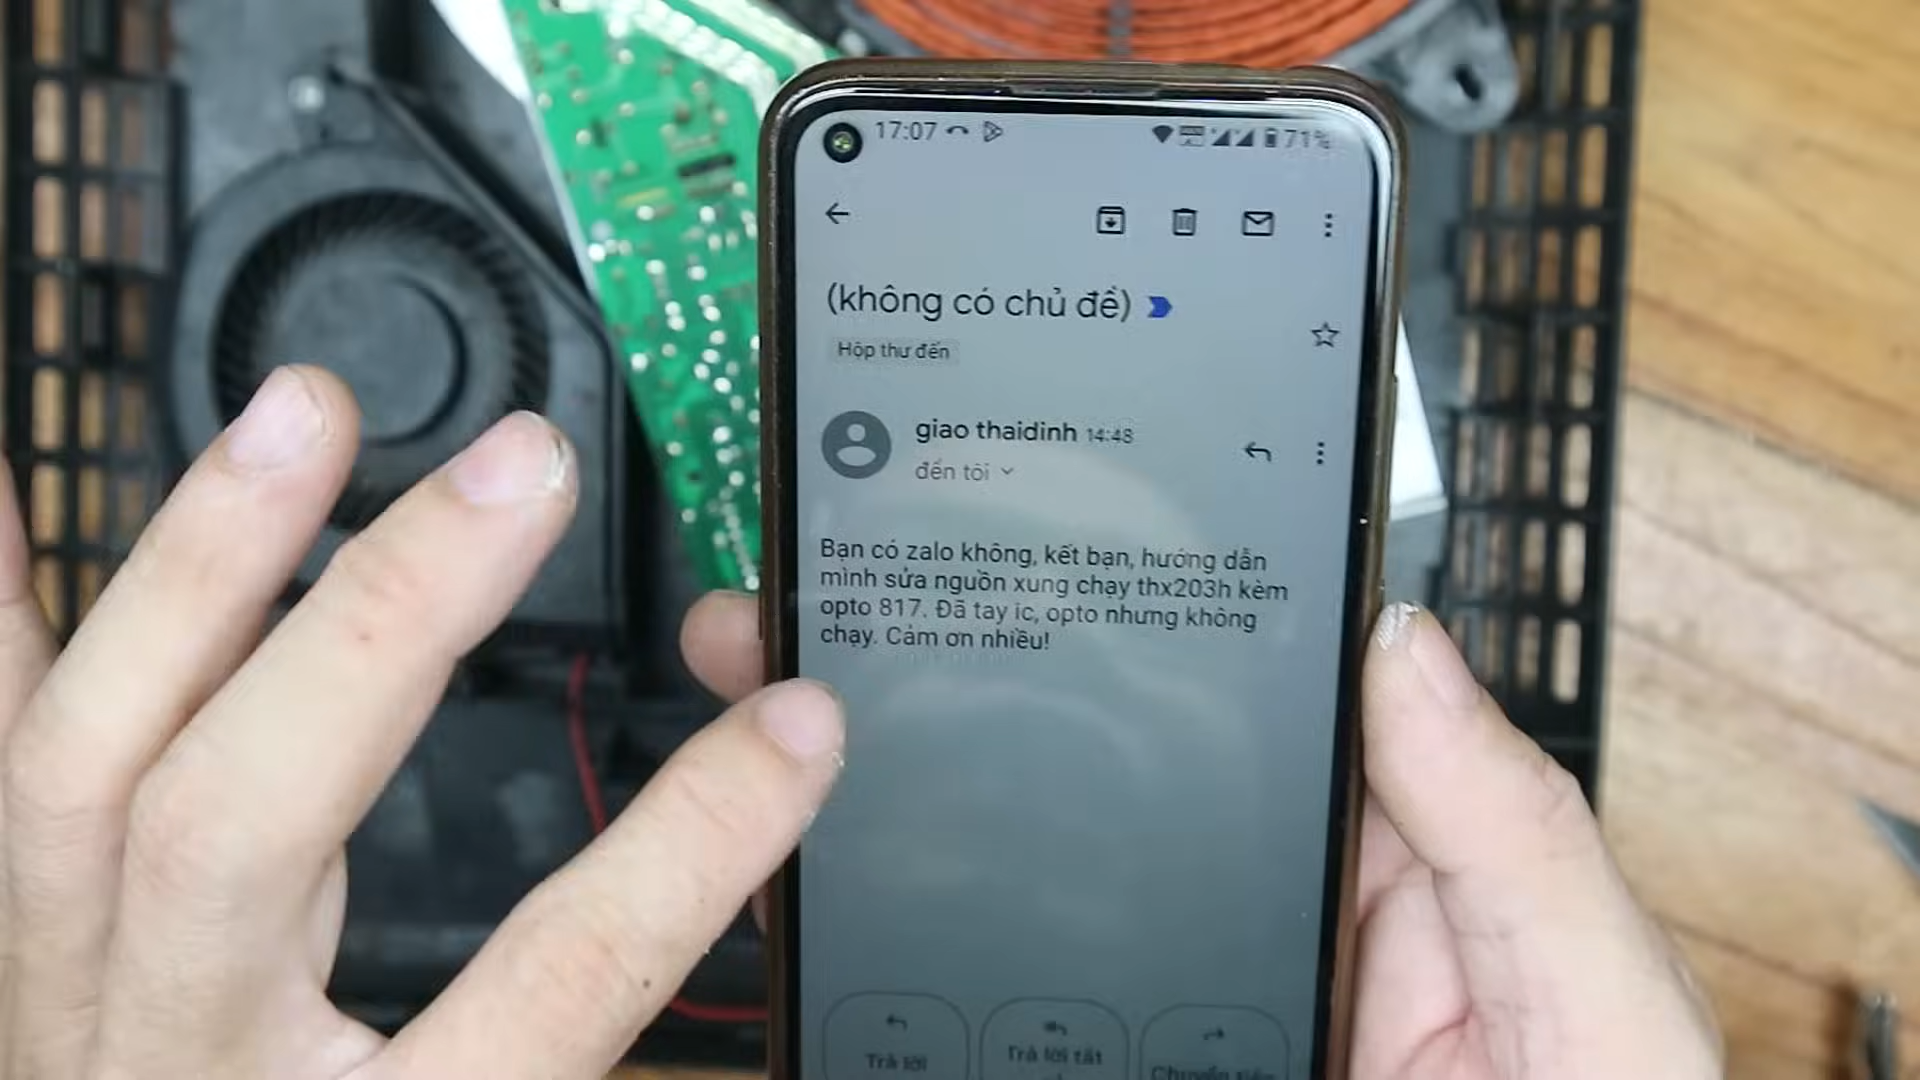 17:07
71%
(không có chủ đề)
Hộp thư đến
giao thaidinh 14:48
đến tôi
Bạn có zalo không, kết bạn, hướng dẫn
mình sửa nguồn xung chạy thx203h kèm
opto 817. Đã tay ic, opto nhưng không
chạy. Cảm ơn nhiều!
Trả lời
Trả lời tất
Chuyển tiếp